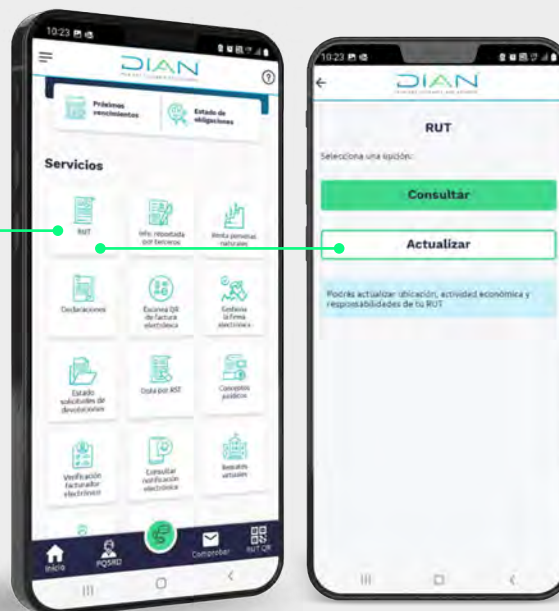 10:23
DIAN
Próximos
vencimientos
Estado de
obligaciones
Servicios
RUT
Info. reportada
por terceros
Renta personas
naturales
Declaraciones
Escanea QR
de factura
electrónica
Gestiona
la firma
electrónica
Estado
solicitudes de
devoluciones
Opta por RST
Conceptos
jurídicos
Verificación
facturador
electrónico
Consultar
notificación
electrónica
Remates
virtuales
Inicio
PQSRD
Comprobar
RUT QR
10:23
DIAN
RUT
Selecciona una opción:
Consultar
Actualizar
Podrás actualizar ubicación, actividad económica y
responsabilidades de tu RUT